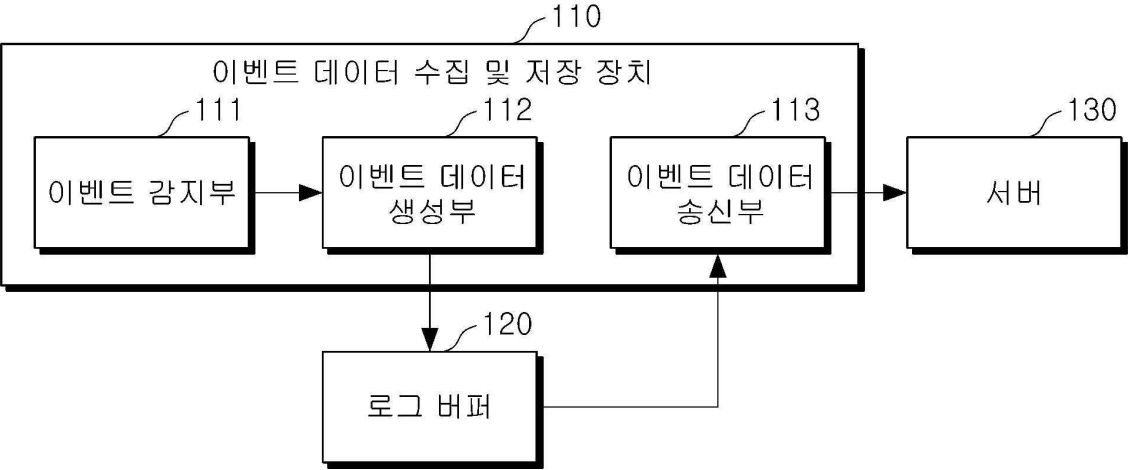 110
이벤트 데이터 수집 및 저장 장치
111
112
113
130
이벤트 감지부
이벤트 데이터
생성부
이벤트 데이터
송신부
서버
120
로그 버퍼